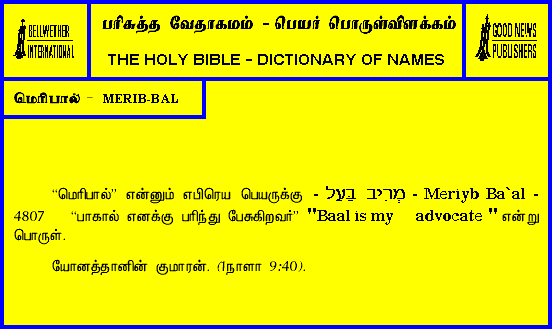 BELLWETHER
INTERNATIONAL
பரிசுத்த வேதாகமம் - பெயர் பொருள்விளக்கம்
THE HOLY BIBLE - DICTIONARY OF NAMES
GOOD NEWS
PUBLISHERS
மெரிபால் - MERIB-BAL
“மெரிபால்” என்னும் எபிரெய பெயருக்கு - מְרִיב בַּעַל - Meriyb Ba`al -
4807 “பாகால் எனக்கு பரிந்து பேசுகிறவர்” "Baal is my advocate " என்று
பொருள்.
யோனத்தானின் குமாரன். (1நாளா 9:40).